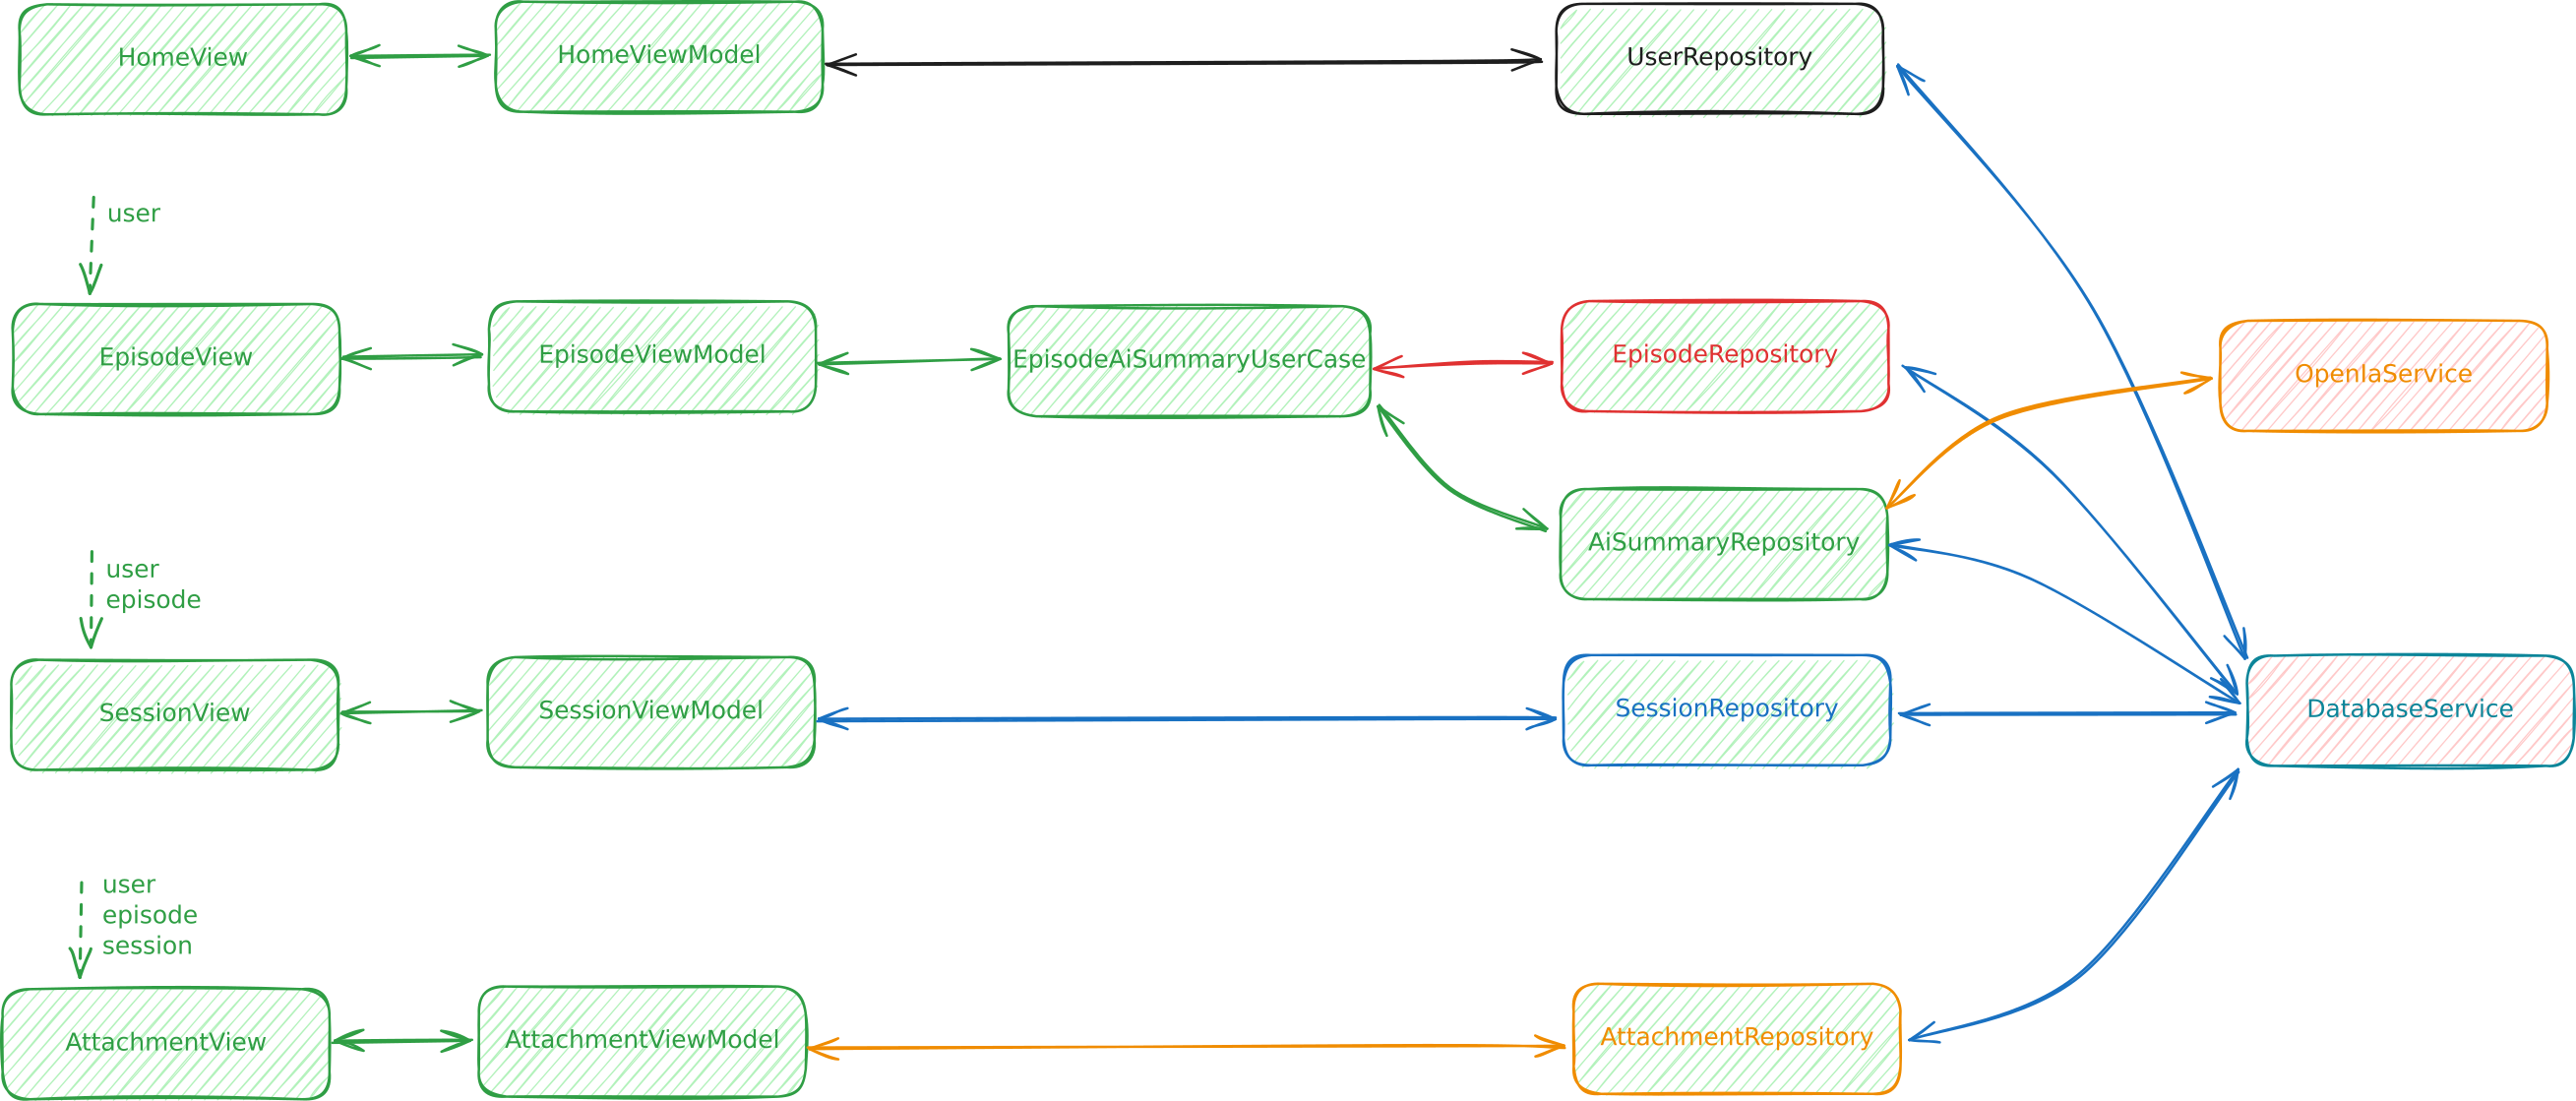 HomeView
HomeViewModel
UserRepository
user
EpisodeView
EpisodeViewModel
EpisodeAiSummaryUserCase
EpisodeRepository
OpenIaService
AiSummaryRepository
user
episode
SessionView
SessionViewModel
SessionRepository
DatabaseService
user
episode
session
AttachmentView
AttachmentViewModel
AttachmentRepository